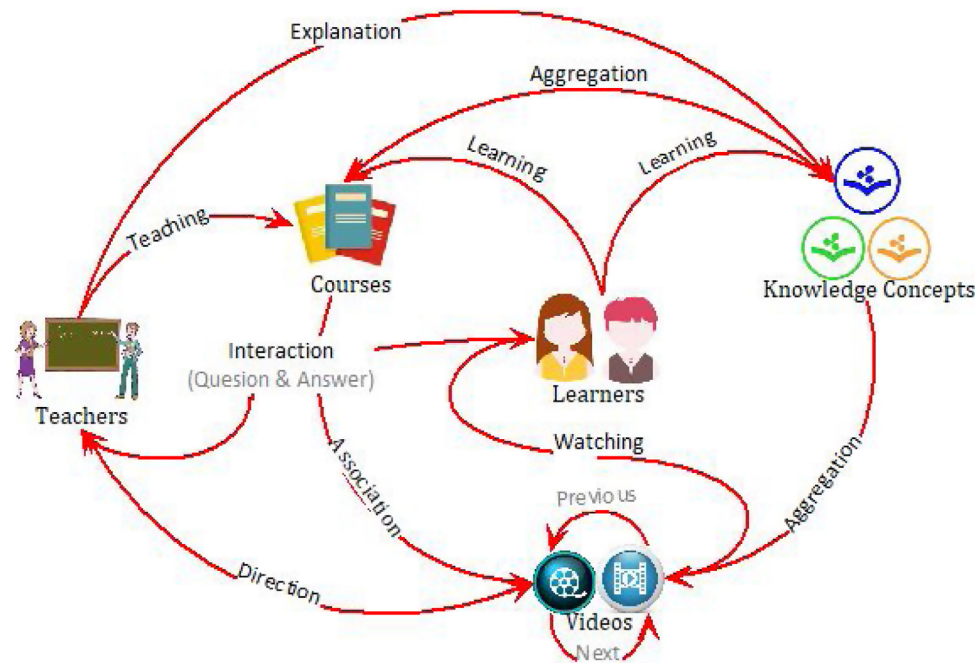 Explanation
Aggregation
Learning
Learning
Teaching
Courses
Knowledge Concepts
Interaction
(Quesion & Answer)
Learners
Teachers
Watching
Association
Aggregation
Previous
Direction
Videos
Next